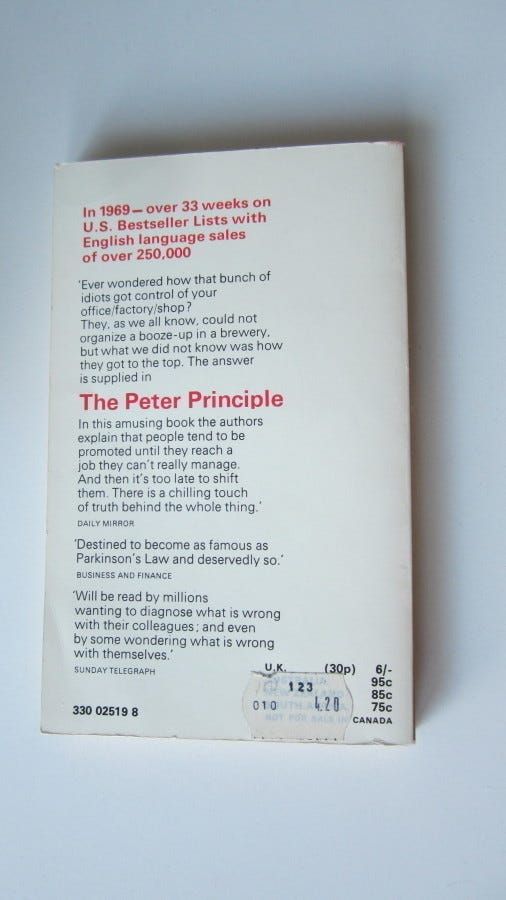 In 1969—over 33 weeks on
U.S. Bestseller Lists with
English language sales
of over 250,000
'Ever wondered how that bunch of
idiots got control of your
office/factory/shop?
They, as we all know, could not
organize a booze-up in a brewery,
but what we did not know was how
they got to the top. The answer
is supplied in
The Peter Principle
In this amusing book the authors
explain that people tend to be
promoted until they reach a
job they can't really manage.
And then it's too late to shift
them. There is a chilling touch
of truth behind the whole thing.'
DAILY MIRROR
'Destined to become as famous as
Parkinson's Law and deservedly so.'
BUSINESS AND FINANCE
'Will be read by millions
wanting to diagnose what is wrong
with their colleagues; and even
by some wondering what is wrong
with themselves.'
SUNDAY TELEGRAPH
U.K. (30p) 6/-
95c
123 85c
010 4.20 75c
NOT FOR SALE IN CANADA
330 02519 8